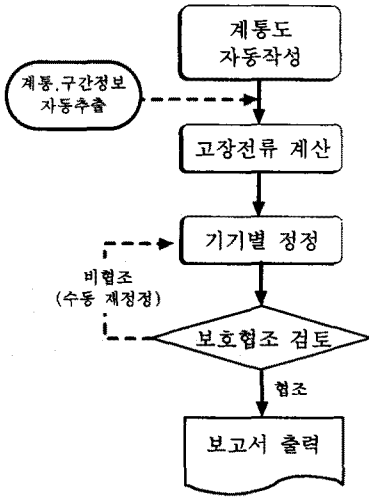 계통도
자동작성
계통.구간정보
자동추출
고장전류 계산
기기별 정정
비협조
(수동 재정정)
보호협조 검토
협조
보고서 출력